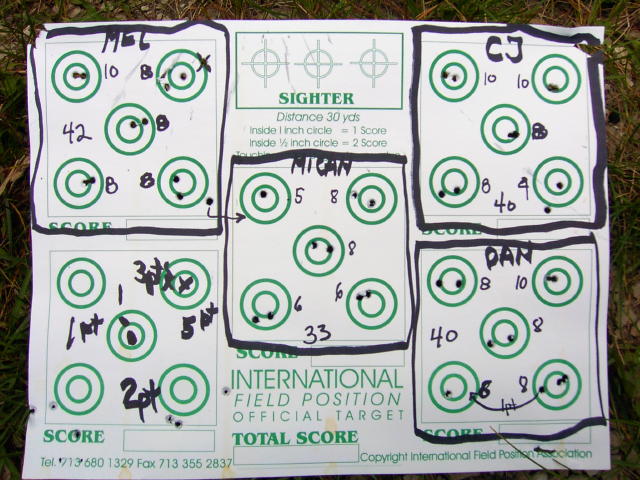 MEL
10 8 X
42 8
8 8
SCORE
SIGHTER
Distance 30 yds
Inside 1 inch circle = 1 Score
Inside ½ inch circle = 2 Score
CJ
10 10
8
8 4
40
MICAH
5 8
8
6 6
33
SCORE
DAN
8 10
40 8
8 8
1pt
SCORE
3pt X X
1
1pt 5pt
2pt
SCORE
INTERNATIONAL
FIELD POSITION
OFFICIAL TARGET
TOTAL SCORE
Tel. 713 680 1329 Fax 713 355 2837
Copyright International Field Position Association